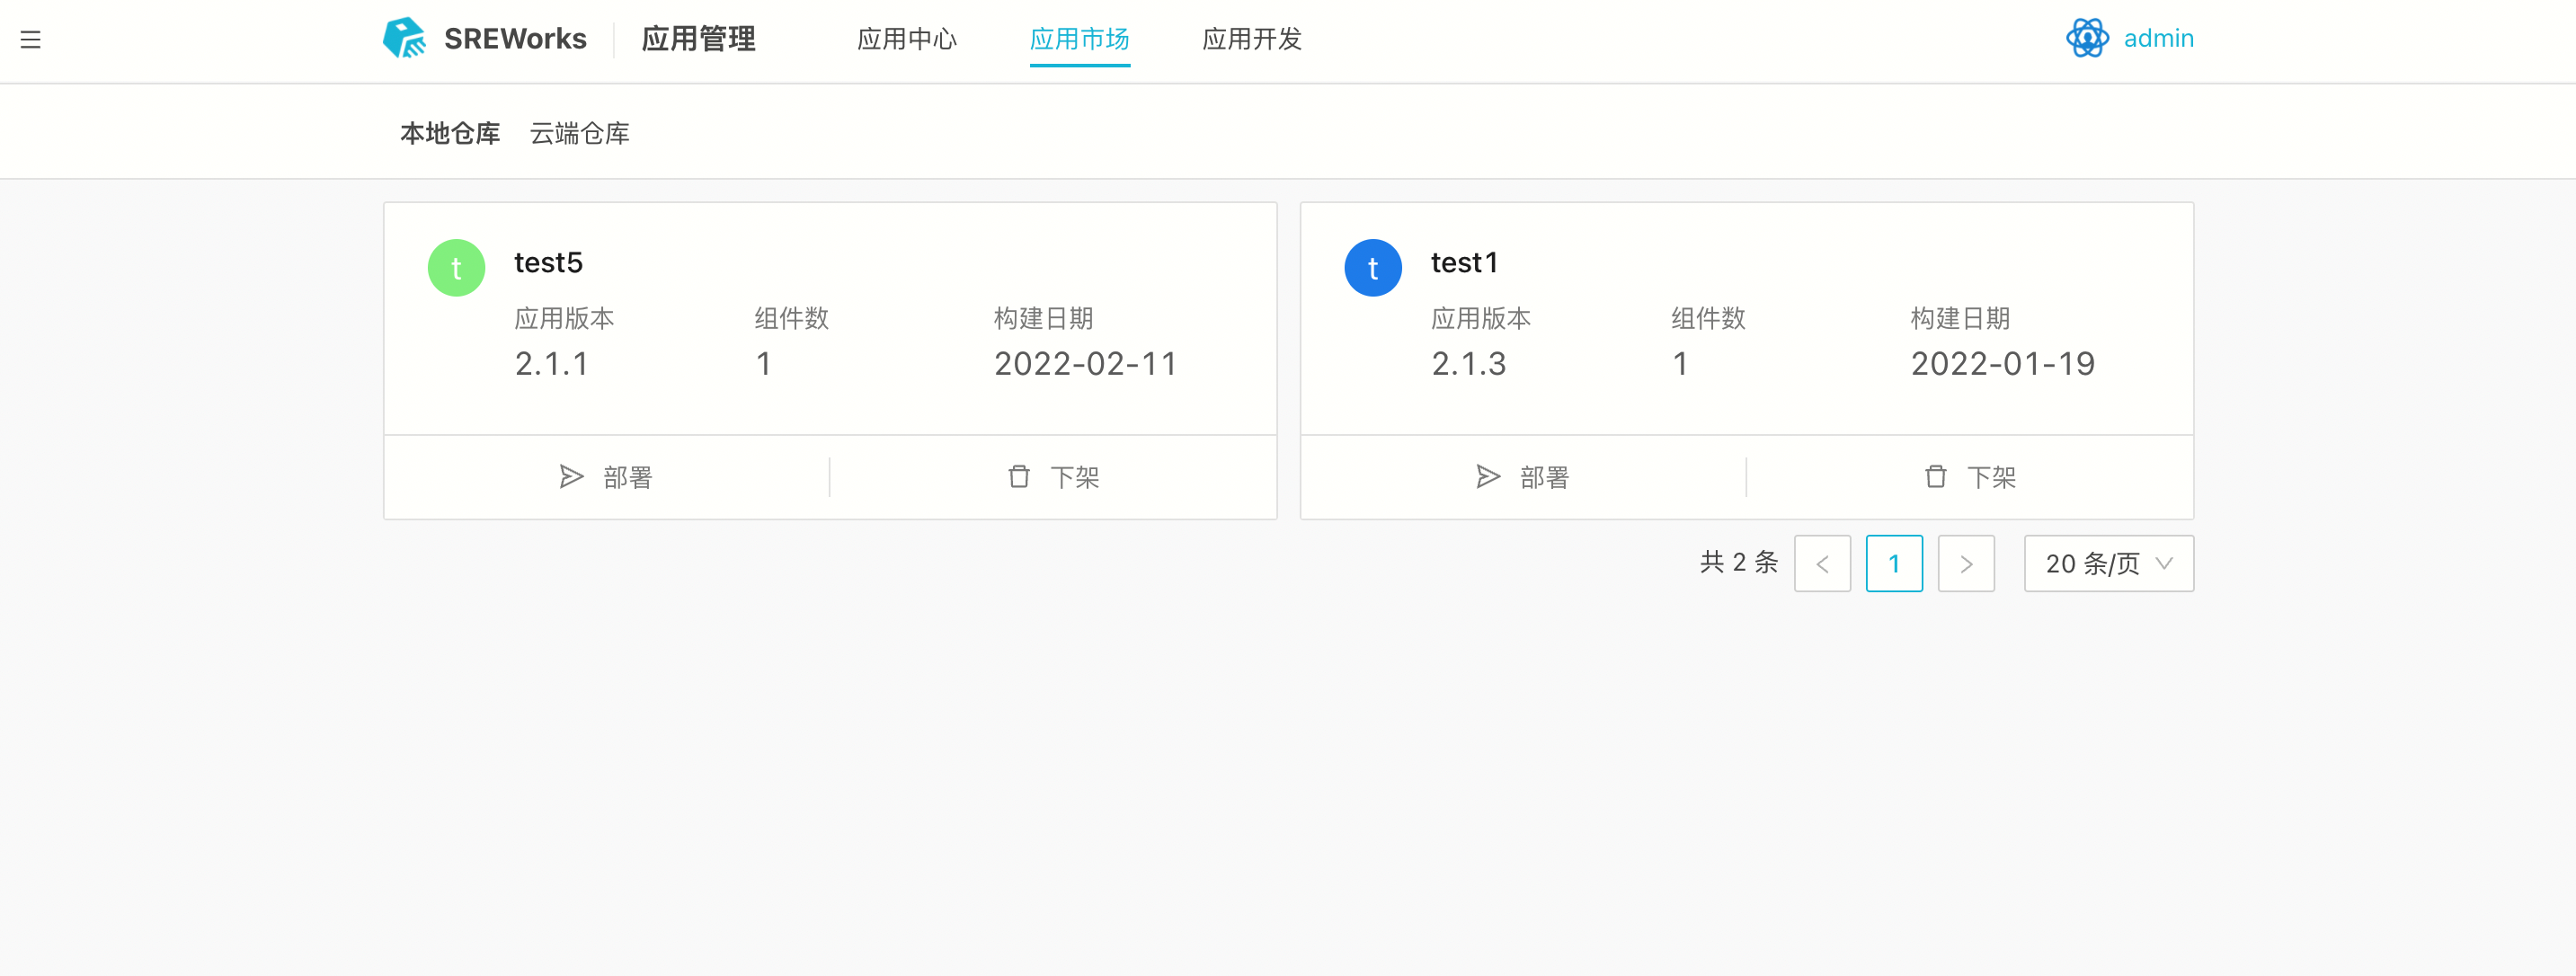 SREWorks 应用管理 应用中心 应用市场 应用开发 admin
本地仓库 云端仓库
t test5
应用版本 组件数 构建日期
2.1.1 1 2022-02-11
部署 下架
t test1
应用版本 组件数 构建日期
2.1.3 1 2022-01-19
部署 下架
共 2 条 < 1 > 20 条/页